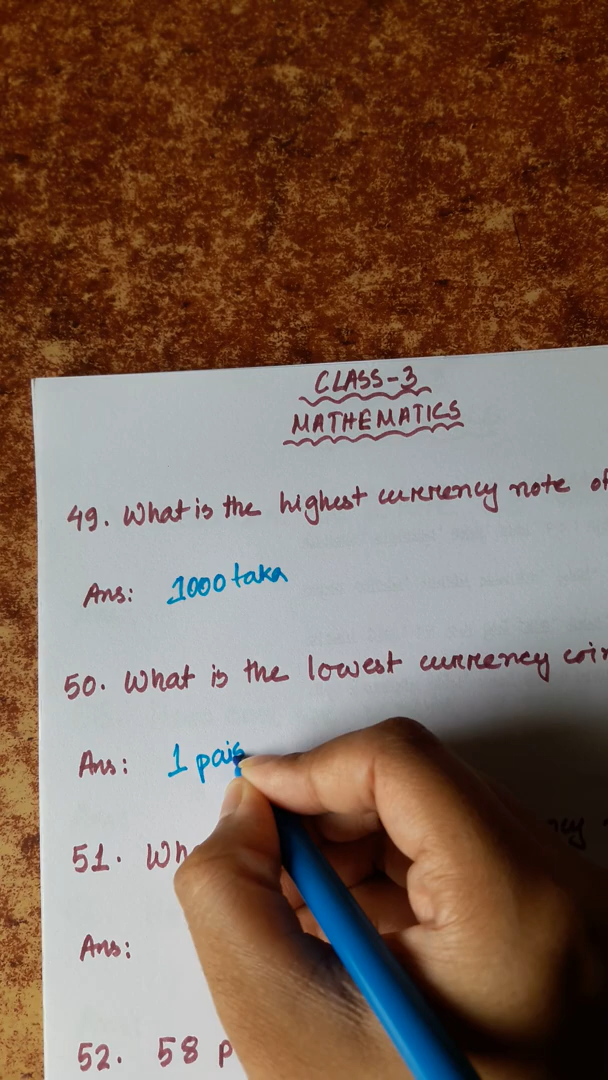 CLASS-3
MATHEMATICS
49. What is the highest currency note of
Ans: 1000 taka
50. What is the lowest currency coin
Ans: 1 pais
51. Wh
Ans:
52. 58 p